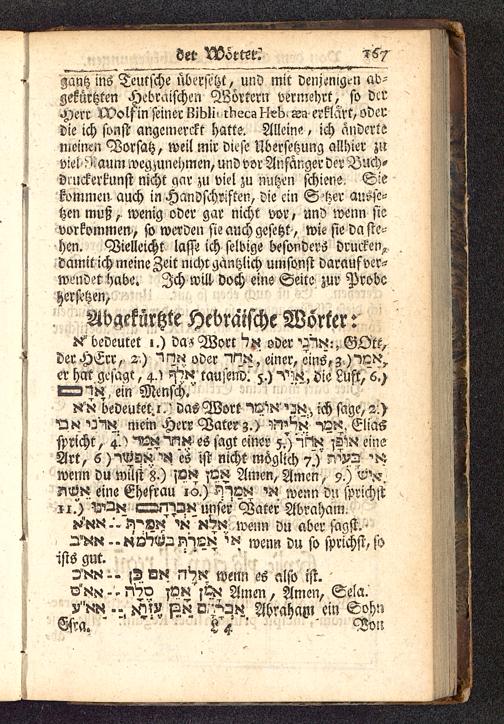 der Wörter. 167
gantz ins Teutsche übersetzt, und mit denjenigen ab-
gekürtzten Hebräischen Wörtern vermehrt, so der
Herr Wolf in seiner Bibliotheca Hebræa erklärt, oder
die ich sonst angemerckt hatte. Alleine, ich änderte
meinen Vorsatz, weil mir diese Übersetzung allhier zu
viel Raum wegzunehmen, und vor Anfänger der Buch-
druckerkunst nicht gar zu viel zu nutzen schiene. Sie
kommen auch in Handschriften, die ein Setzer ausse-
tzen muß, wenig oder gar nicht vor, und wenn sie
vorkommen, so werden sie auch gesetzt, wie sie daste-
hen. Vielleicht lasse ich selbige besonders drucken,
damit ich meine Zeit nicht gäntzlich umsonst darauf ver-
wendet habe. Ich will doch eine Seite zur Probe
hersetzen.
Abgekürtzte Hebräische Wörter:
א' bedeutet 1.) das Wort אל oder אדני, GOtt,
der HErr, 2.) אחד oder אחר, einer, eins, 3.) אמר,
er hat gesagt, 4.) אלף tausend. 5.) אויר, die Luft, 6.)
אדם, ein Mensch.
א"א bedeutet, 1.) das Wort אני אומר, ich sage, 2.)
אדני אבי mein Herr Vater 3.) אמר אליהו, Elias
spricht, 4.) אחר אמר es sagt einer 5.) אופן אחר eine
Art, 6.) אי אפשר es ist nicht möglich 7.) אי בעית
wenn du wilst 8.) אמן אמן Amen, Amen, 9.) איש
אשת eine Ehefrau 10.) אי אמרת wenn du sprichst
11.) אברהם אבינו unser Vater Abraham.
אא"א -- אלא אי אמרת wenn du aber sagst.
אא"ב -- אי אמרת בשלמא wenn du so sprichst, so
ists gut.
אא"כ -- אלה אם כן wenn es also ist.
אא"ס -- אמן אמן סלה Amen, Amen, Sela.
אא"ע -- אברהם אבן עזרא Abraham ein Sohn
Esra. L 4 Von